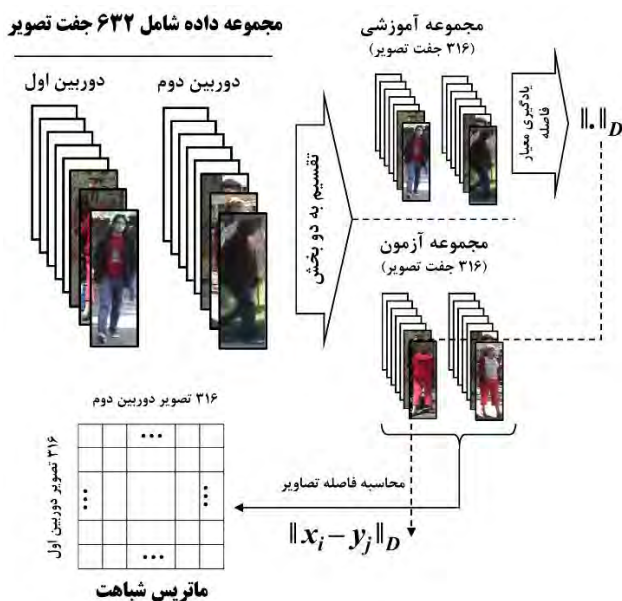 مجموعه داده شامل ۶۳۲ جفت تصویر
دوربین اول
دوربین دوم
تقسیم به دو بخش
مجموعه آموزشی
(۳۱۶ جفت تصویر)
یادگیری معیار
فاصله
‖.‖D
مجموعه آزمون
(۳۱۶ جفت تصویر)
محاسبه فاصله تصاویر
‖xi − yj‖D
۳۱۶ تصویر دوربین دوم
۳۱۶ تصویر دوربین اول
...
...
...
...
ماتریس شباهت